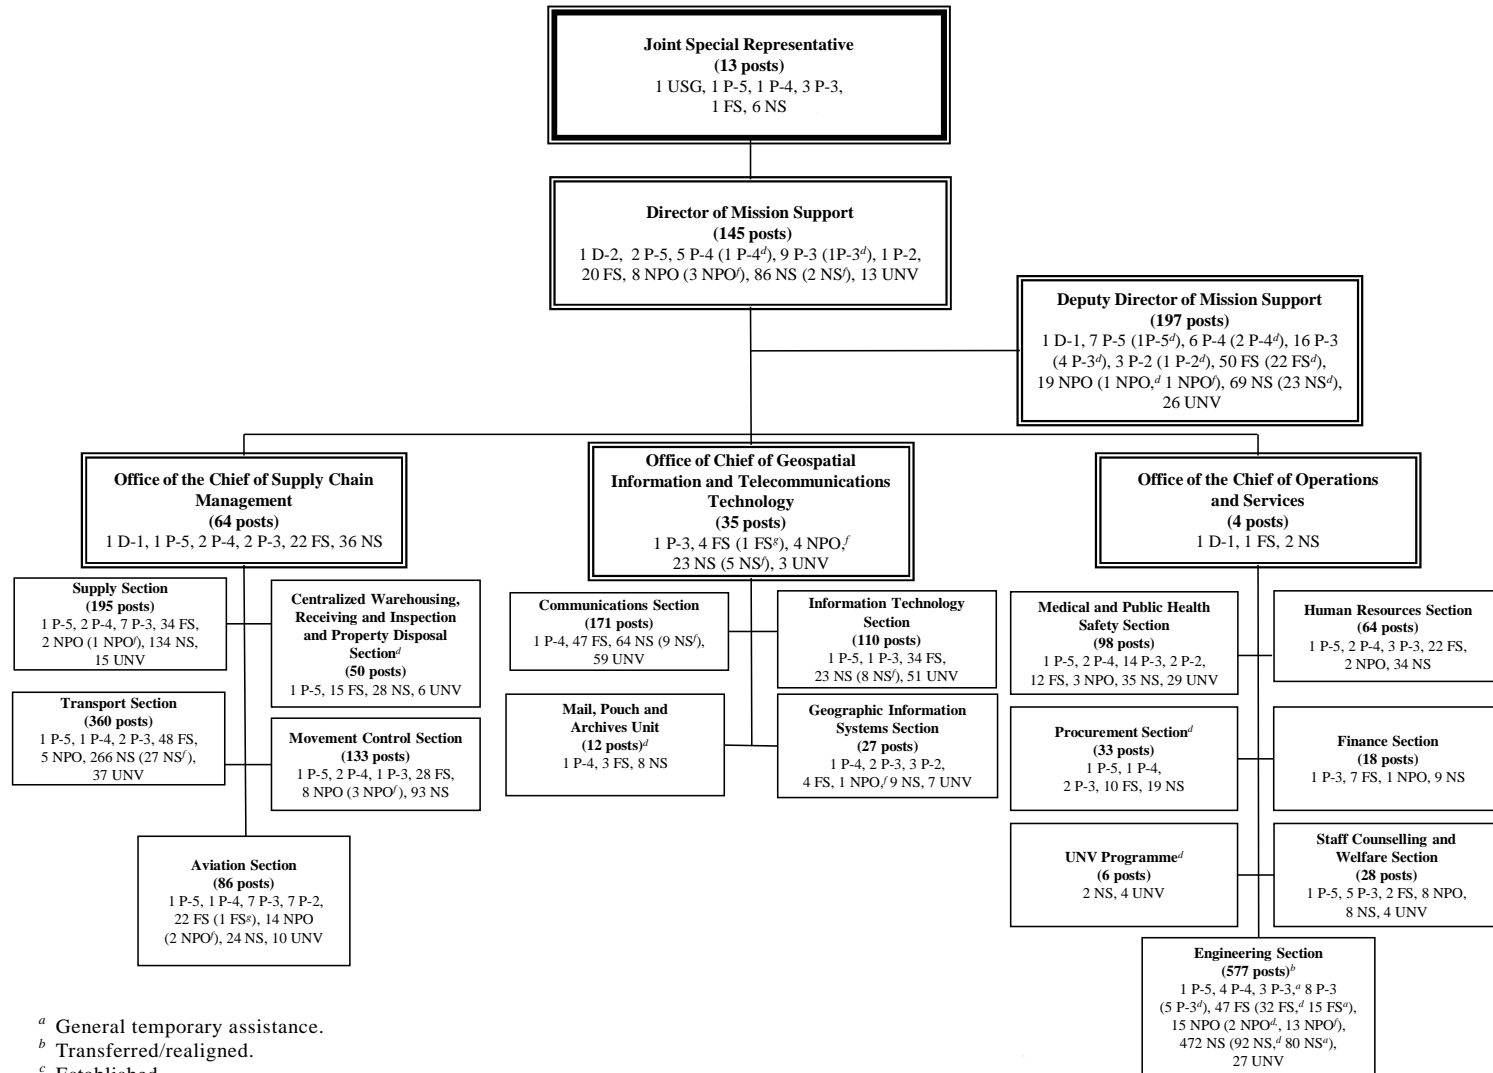 Joint Special Representative
(13 posts)
1 USG, 1 P-5, 1 P-4, 3 P-3,
1 FS, 6 NS
Director of Mission Support
(145 posts)
1 D-2, 2 P-5, 5 P-4 (1 P-4d), 9 P-3 (1P-3d), 1 P-2,
20 FS, 8 NPO (3 NPOf), 86 NS (2 NSf), 13 UNV
Deputy Director of Mission Support
(197 posts)
1 D-1, 7 P-5 (1P-5d), 6 P-4 (2 P-4d), 16 P-3
(4 P-3d), 3 P-2 (1 P-2d), 50 FS (22 FSd),
19 NPO (1 NPO,d 1 NPOf), 69 NS (23 NSd),
26 UNV
Office of the Chief of Supply Chain
Management
(64 posts)
1 D-1, 1 P-5, 2 P-4, 2 P-3, 22 FS, 36 NS
Office of Chief of Geospatial
Information and Telecommunications
Technology
(35 posts)
1 P-3, 4 FS (1 FSg), 4 NPO,f
23 NS (5 NSf), 3 UNV
Office of the Chief of Operations
and Services
(4 posts)
1 D-1, 1 FS, 2 NS
Supply Section
(195 posts)
1 P-5, 2 P-4, 7 P-3, 34 FS,
2 NPO (1 NPOf), 134 NS,
15 UNV
Centralized Warehousing,
Receiving and Inspection
and Property Disposal
Sectiond
(50 posts)
1 P-5, 15 FS, 28 NS, 6 UNV
Transport Section
(360 posts)
1 P-5, 1 P-4, 2 P-3, 48 FS,
5 NPO, 266 NS (27 NSf),
37 UNV
Movement Control Section
(133 posts)
1 P-5, 2 P-4, 1 P-3, 28 FS,
8 NPO (3 NPOf), 93 NS
Aviation Section
(86 posts)
1 P-5, 1 P-4, 7 P-3, 7 P-2,
22 FS (1 FSg), 14 NPO
(2 NPOf), 24 NS, 10 UNV
Communications Section
(171 posts)
1 P-4, 47 FS, 64 NS (9 NSf),
59 UNV
Information Technology
Section
(110 posts)
1 P-5, 1 P-3, 34 FS,
23 NS (8 NSf), 51 UNV
Mail, Pouch and
Archives Unit
(12 posts)d
1 P-4, 3 FS, 8 NS
Geographic Information
Systems Section
(27 posts)
1 P-4, 2 P-3, 3 P-2,
4 FS, 1 NPO,f 9 NS, 7 UNV
Medical and Public Health
Safety Section
(98 posts)
1 P-5, 2 P-4, 14 P-3, 2 P-2,
12 FS, 3 NPO, 35 NS, 29 UNV
Human Resources Section
(64 posts)
1 P-5, 2 P-4, 3 P-3, 22 FS,
2 NPO, 34 NS
Procurement Sectiond
(33 posts)
1 P-5, 1 P-4,
2 P-3, 10 FS, 19 NS
Finance Section
(18 posts)
1 P-3, 7 FS, 1 NPO, 9 NS
UNV Programmed
(6 posts)
2 NS, 4 UNV
Staff Counselling and
Welfare Section
(28 posts)
1 P-5, 5 P-3, 2 FS, 8 NPO,
8 NS, 4 UNV
Engineering Section
(577 posts)b
1 P-5, 4 P-4, 3 P-3,a 8 P-3
(5 P-3d), 47 FS (32 FS,d 15 FSa),
15 NPO (2 NPOd, 13 NPOf),
472 NS (92 NS,d 80 NSa),
27 UNV
a General temporary assistance.
b Transferred/realigned.
c Established